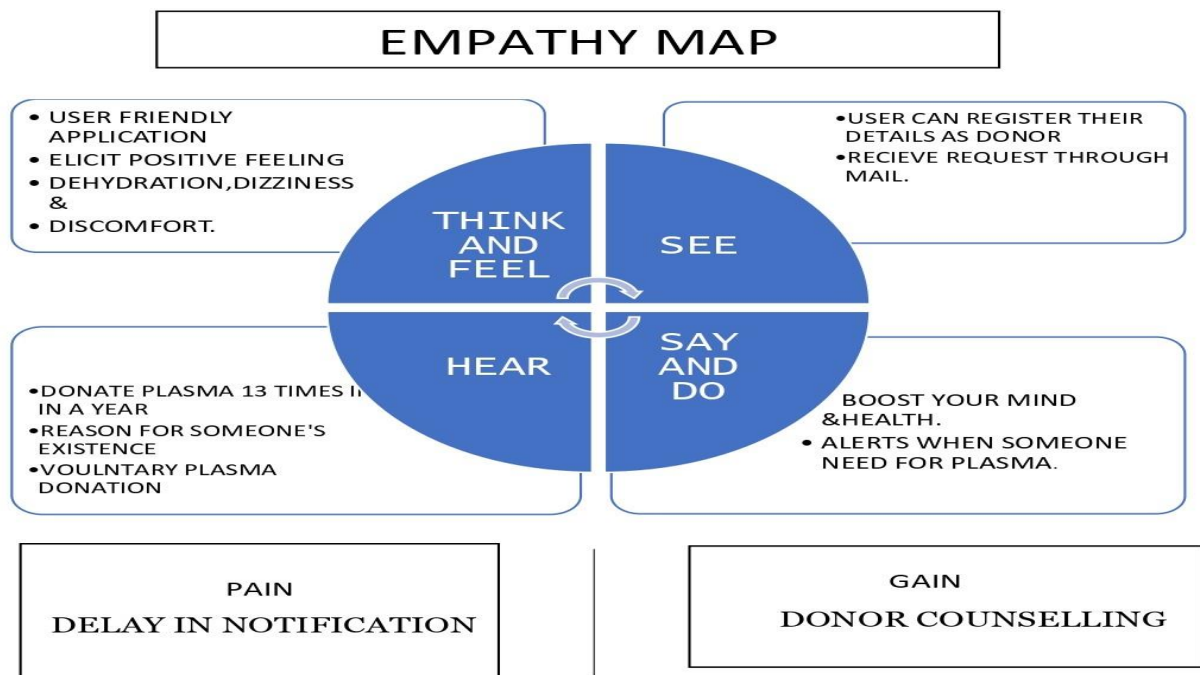 EMPATHY MAP
• USER FRIENDLY
APPLICATION
• ELICIT POSITIVE FEELING
• DEHYDRATION,DIZZINESS
&
• DISCOMFORT.
•USER CAN REGISTER THEIR
DETAILS AS DONOR
•RECIEVE REQUEST THROUGH
MAIL.
THINK
AND
FEEL
SEE
HEAR
SAY
AND
DO
•DONATE PLASMA 13 TIMES
IN A YEAR
•REASON FOR SOMEONE'S
EXISTENCE
•VOULNTARY PLASMA
DONATION
BOOST YOUR MIND
&HEALTH.
• ALERTS WHEN SOMEONE
NEED FOR PLASMA.
PAIN
DELAY IN NOTIFICATION
GAIN
DONOR COUNSELLING